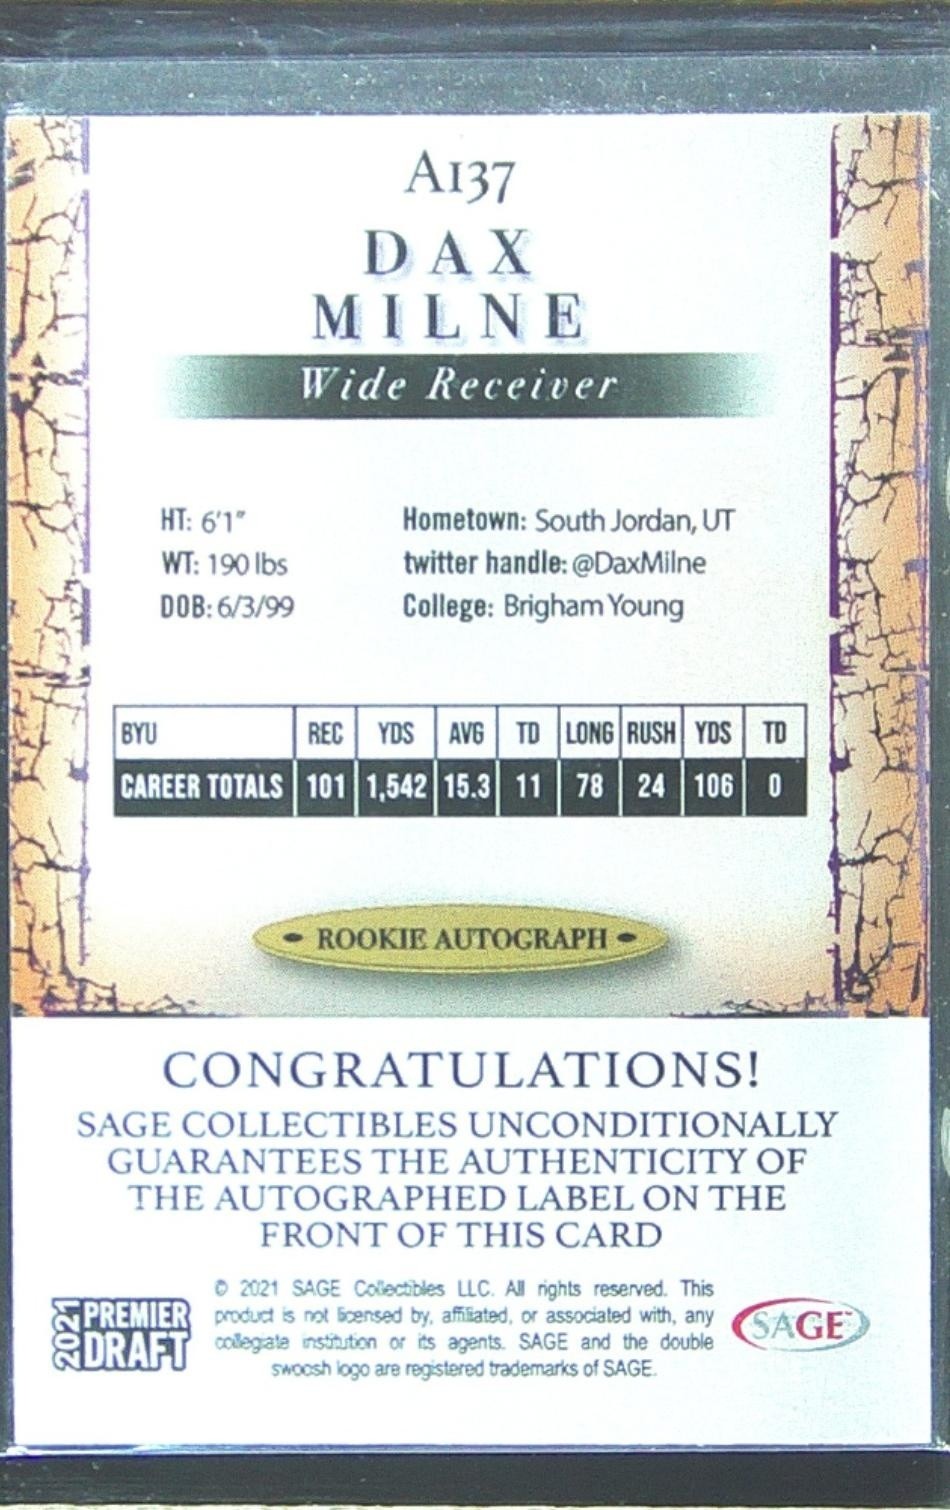 A137
DAX
MILNE
Wide Receiver
HT: 6'1"
WT: 190 lbs
DOB: 6/3/99
Hometown: South Jordan, UT
twitter handle: @DaxMilne
College: Brigham Young
BYU REC YDS AVG TD LONG RUSH YDS TD
CAREER TOTALS 101 1,542 15.3 11 78 24 106 0
• ROOKIE AUTOGRAPH •
CONGRATULATIONS!
SAGE COLLECTIBLES UNCONDITIONALLY
GUARANTEES THE AUTHENTICITY OF
THE AUTOGRAPHED LABEL ON THE
FRONT OF THIS CARD
2021 PREMIER
DRAFT
© 2021 SAGE Collectibles LLC. All rights reserved. This
product is not licensed by, affiliated, or associated with, any
collegiate institution or its agents. SAGE and the double
swoosh logo are registered trademarks of SAGE.
SAGE™